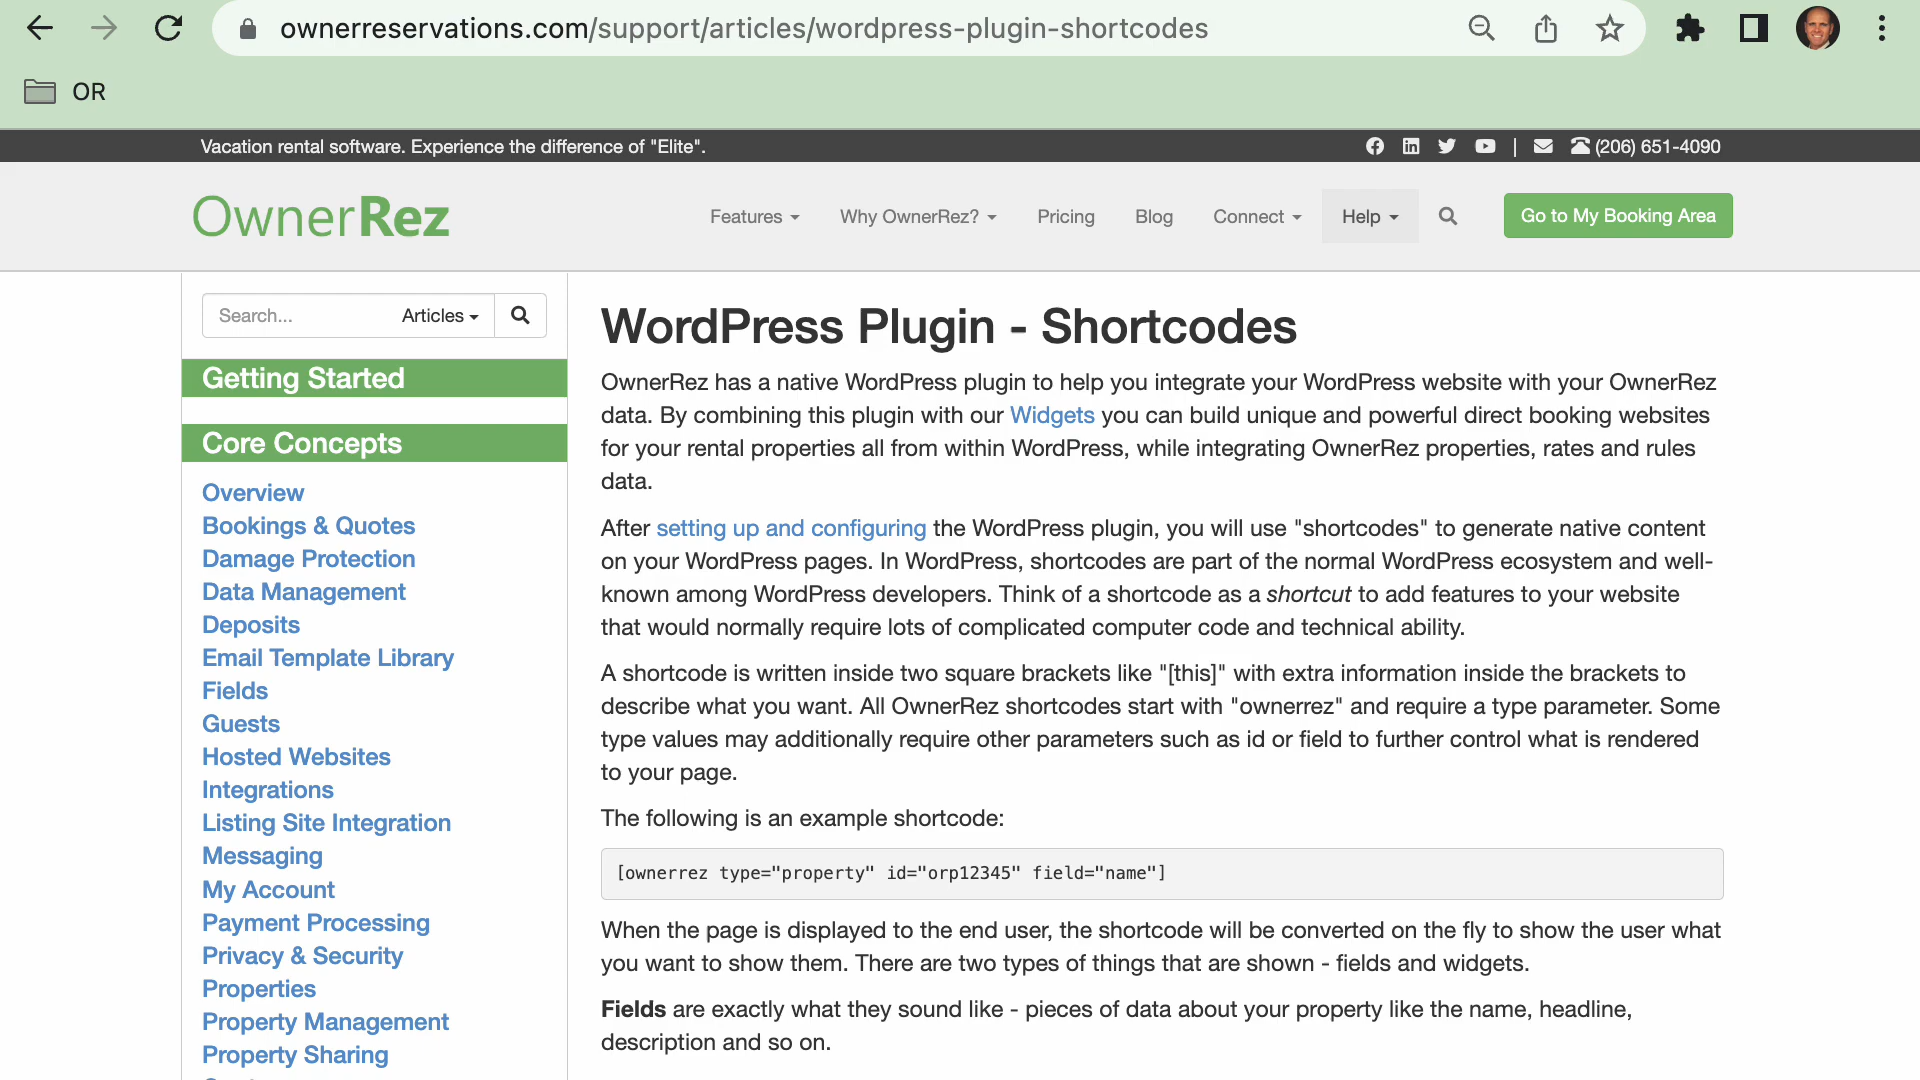 ownerreservations.com/support/articles/wordpress-plugin-shortcodes
OR
Vacation rental software. Experience the difference of "Elite".
| (206) 651-4090
OwnerRez
Features
Why OwnerRez?
Pricing
Blog
Connect
Help
Go to My Booking Area
Search...
Articles
Getting Started
Core Concepts
Overview
Bookings & Quotes
Damage Protection
Data Management
Deposits
Email Template Library
Fields
Guests
Hosted Websites
Integrations
Listing Site Integration
Messaging
My Account
Payment Processing
Privacy & Security
Properties
Property Management
Property Sharing
WordPress Plugin - Shortcodes
OwnerRez has a native WordPress plugin to help you integrate your WordPress website with your OwnerRez
data. By combining this plugin with our Widgets you can build unique and powerful direct booking websites
for your rental properties all from within WordPress, while integrating OwnerRez properties, rates and rules
data.
After setting up and configuring the WordPress plugin, you will use "shortcodes" to generate native content
on your WordPress pages. In WordPress, shortcodes are part of the normal WordPress ecosystem and well-
known among WordPress developers. Think of a shortcode as a shortcut to add features to your website
that would normally require lots of complicated computer code and technical ability.
A shortcode is written inside two square brackets like "[this]" with extra information inside the brackets to
describe what you want. All OwnerRez shortcodes start with "ownerrez" and require a type parameter. Some
type values may additionally require other parameters such as id or field to further control what is rendered
to your page.
The following is an example shortcode:
[ownerrez type="property" id="orp12345" field="name"]
When the page is displayed to the end user, the shortcode will be converted on the fly to show the user what
you want to show them. There are two types of things that are shown - fields and widgets.
Fields are exactly what they sound like - pieces of data about your property like the name, headline,
description and so on.